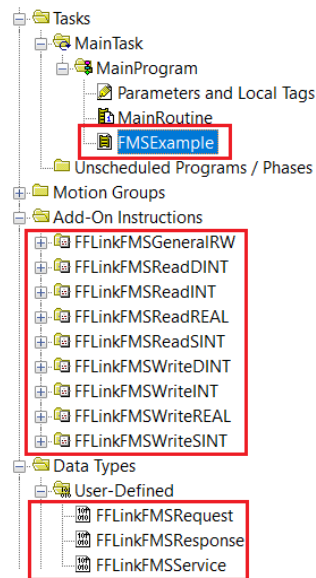 Tasks
MainTask
MainProgram
Parameters and Local Tags
MainRoutine
FMSExample
Unscheduled Programs / Phases
Motion Groups
Add-On Instructions
FFLinkFMSGeneralRW
FFLinkFMSReadDINT
FFLinkFMSReadINT
FFLinkFMSReadREAL
FFLinkFMSReadSINT
FFLinkFMSWriteDINT
FFLinkFMSWriteINT
FFLinkFMSWriteREAL
FFLinkFMSWriteSINT
Data Types
User-Defined
FFLinkFMSRequest
FFLinkFMSResponse
FFLinkFMSService